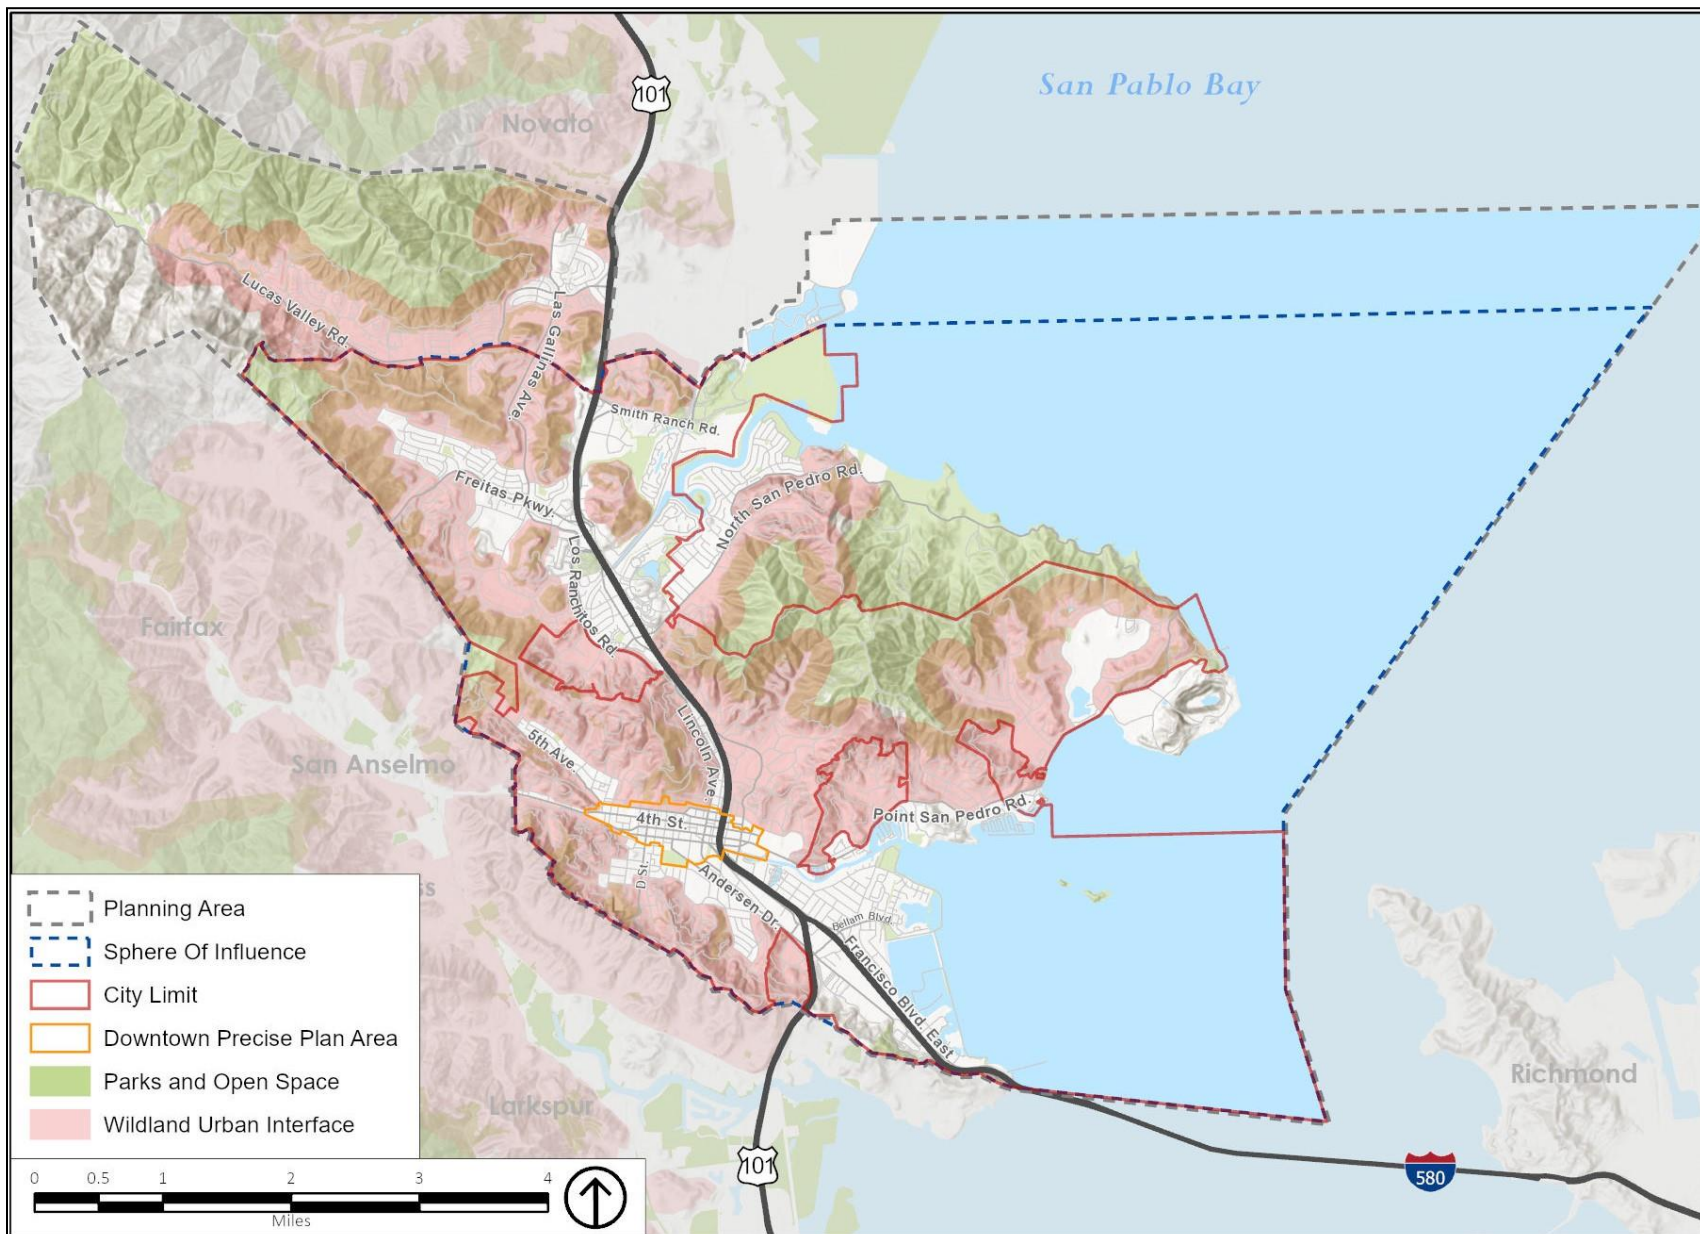 San Pablo Bay
101
Novato
Lucas Valley Rd.
Las Gallinas Ave.
Smith Ranch Rd.
North San Pedro Rd.
Freitas Pkwy.
Los Ranchitos Rd.
Fairfax
San Anselmo
5th Ave.
Lincoln Ave.
4th St.
Point San Pedro Rd.
D St.
Andersen Dr.
Bellam Blvd.
Francisco Blvd. East
ss
Larkspur
Richmond
101
580
Planning Area
Sphere Of Influence
City Limit
Downtown Precise Plan Area
Parks and Open Space
Wildland Urban Interface
0 0.5 1 2 3 4
Miles